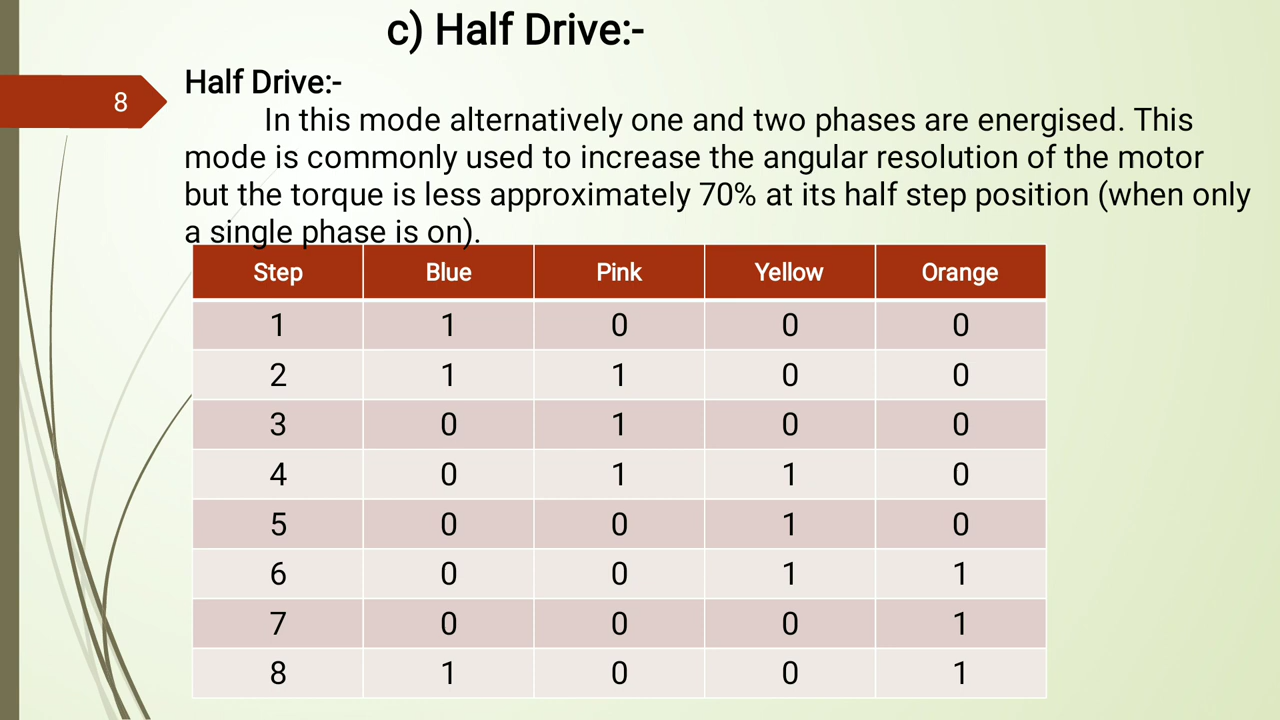 c) Half Drive:-
8
Half Drive:-
In this mode alternatively one and two phases are energised. This
mode is commonly used to increase the angular resolution of the motor
but the torque is less approximately 70% at its half step position (when only
a single phase is on).
Step Blue Pink Yellow Orange
1 1 0 0 0
2 1 1 0 0
3 0 1 0 0
4 0 1 1 0
5 0 0 1 0
6 0 0 1 1
7 0 0 0 1
8 1 0 0 1